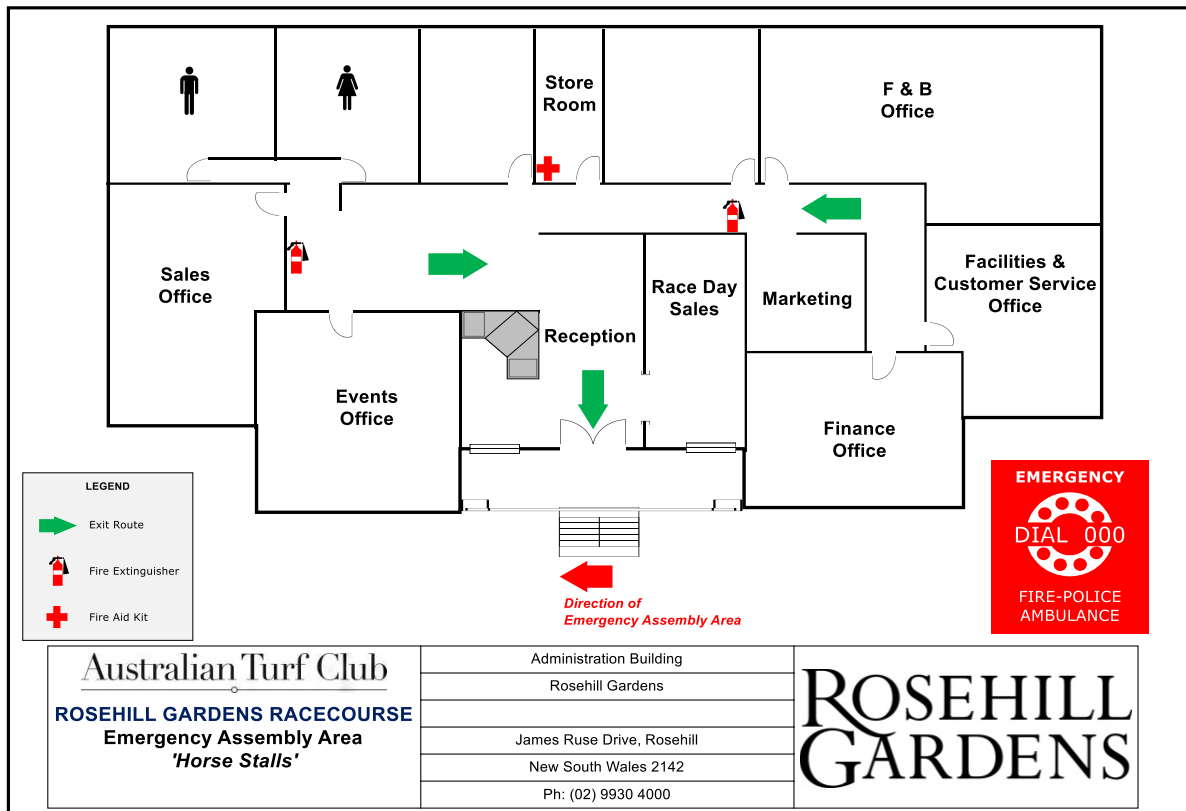 Store
Room
F & B
Office
Sales
Office
Race Day
Sales
Marketing
Facilities &
Customer Service
Office
Reception
Events
Office
Finance
Office
LEGEND
Exit Route
Fire Extinguisher
Fire Aid Kit
EMERGENCY
DIAL 000
FIRE-POLICE
AMBULANCE
Direction of
Emergency Assembly Area
Australian Turf Club
ROSEHILL GARDENS RACECOURSE
Emergency Assembly Area
'Horse Stalls'
Administration Building
Rosehill Gardens
James Ruse Drive, Rosehill
New South Wales 2142
Ph: (02) 9930 4000
ROSEHILL
GARDENS